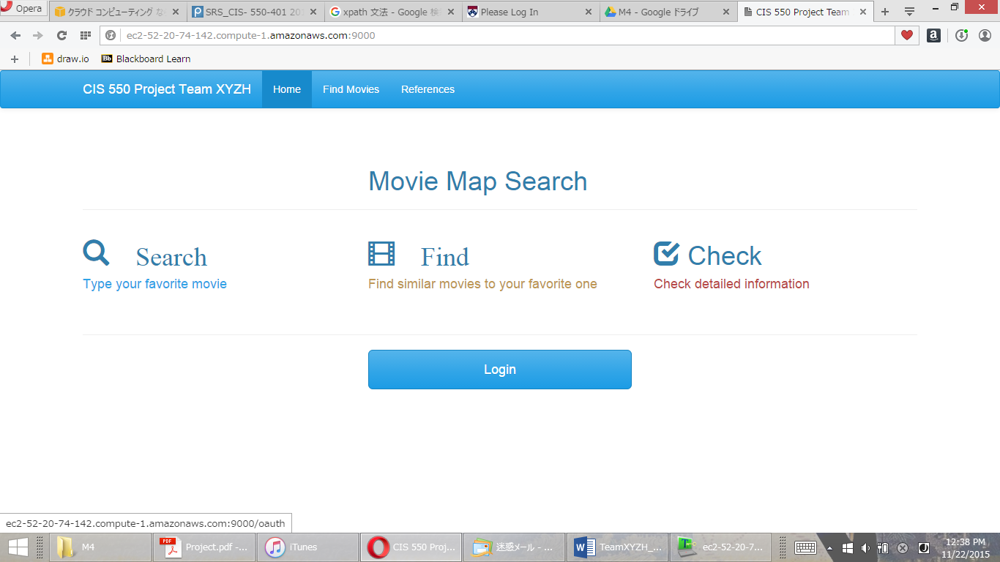 Opera
クラウド コンピューティング な
SRS_CIS- 550-401 201
xpath 文法 - Google 検
Please Log In
M4 - Google ドライブ
CIS 550 Project Team
ec2-52-20-74-142.compute-1.amazonaws.com:9000
draw.io
Bb Blackboard Learn
CIS 550 Project Team XYZH
Home
Find Movies
References
Movie Map Search
Search
Find
Check
Type your favorite movie
Find similar movies to your favorite one
Check detailed information
Login
ec2-52-20-74-142.compute-1.amazonaws.com:9000/oauth
M4
PDF
Project.pdf -...
iTunes
CIS 550 Proj...
迷惑メール - ...
TeamXYZH_...
ec2-52-20-7...
12:38 PM
11/22/2015